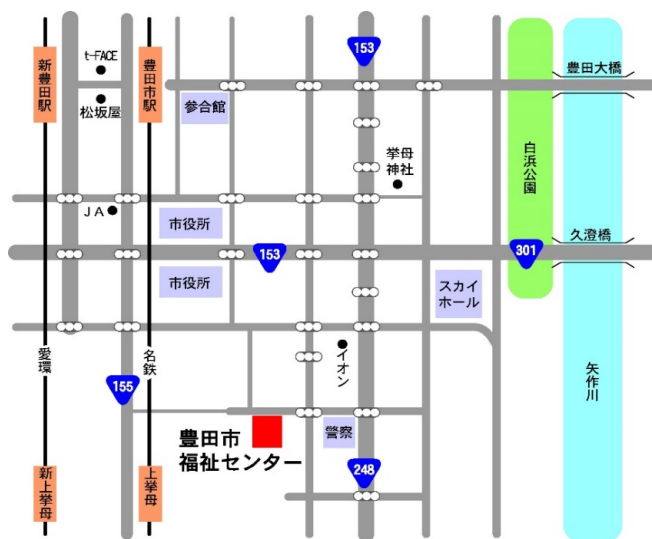 153
t-FACE
新豊田駅
豊田市駅
豊田大橋
松坂屋
参合館
挙母
神社
白浜公園
JA
市役所
久澄橋
153
301
市役所
スカイ
ホール
愛環
名鉄
イオン
矢作川
155
豊田市
福祉センター
警察
248
新上挙母
上挙母